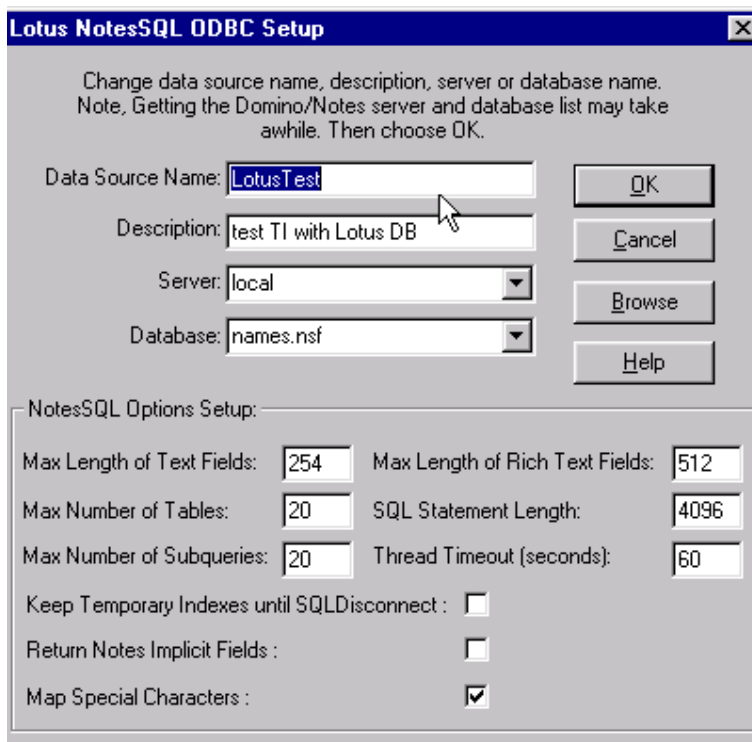 Lotus NotesSQL ODBC Setup
Change data source name, description, server or database name.
Note, Getting the Domino/Notes server and database list may take
awhile. Then choose OK.
Data Source Name: LotusTest
OK
Description: test TI with Lotus DB
Cancel
Server: local
Browse
Database: names.nsf
Help
NotesSQL Options Setup:
Max Length of Text Fields: 254 Max Length of Rich Text Fields: 512
Max Number of Tables: 20 SQL Statement Length: 4096
Max Number of Subqueries: 20 Thread Timeout (seconds): 60
Keep Temporary Indexes until SQLDisconnect :
Return Notes Implicit Fields :
Map Special Characters :